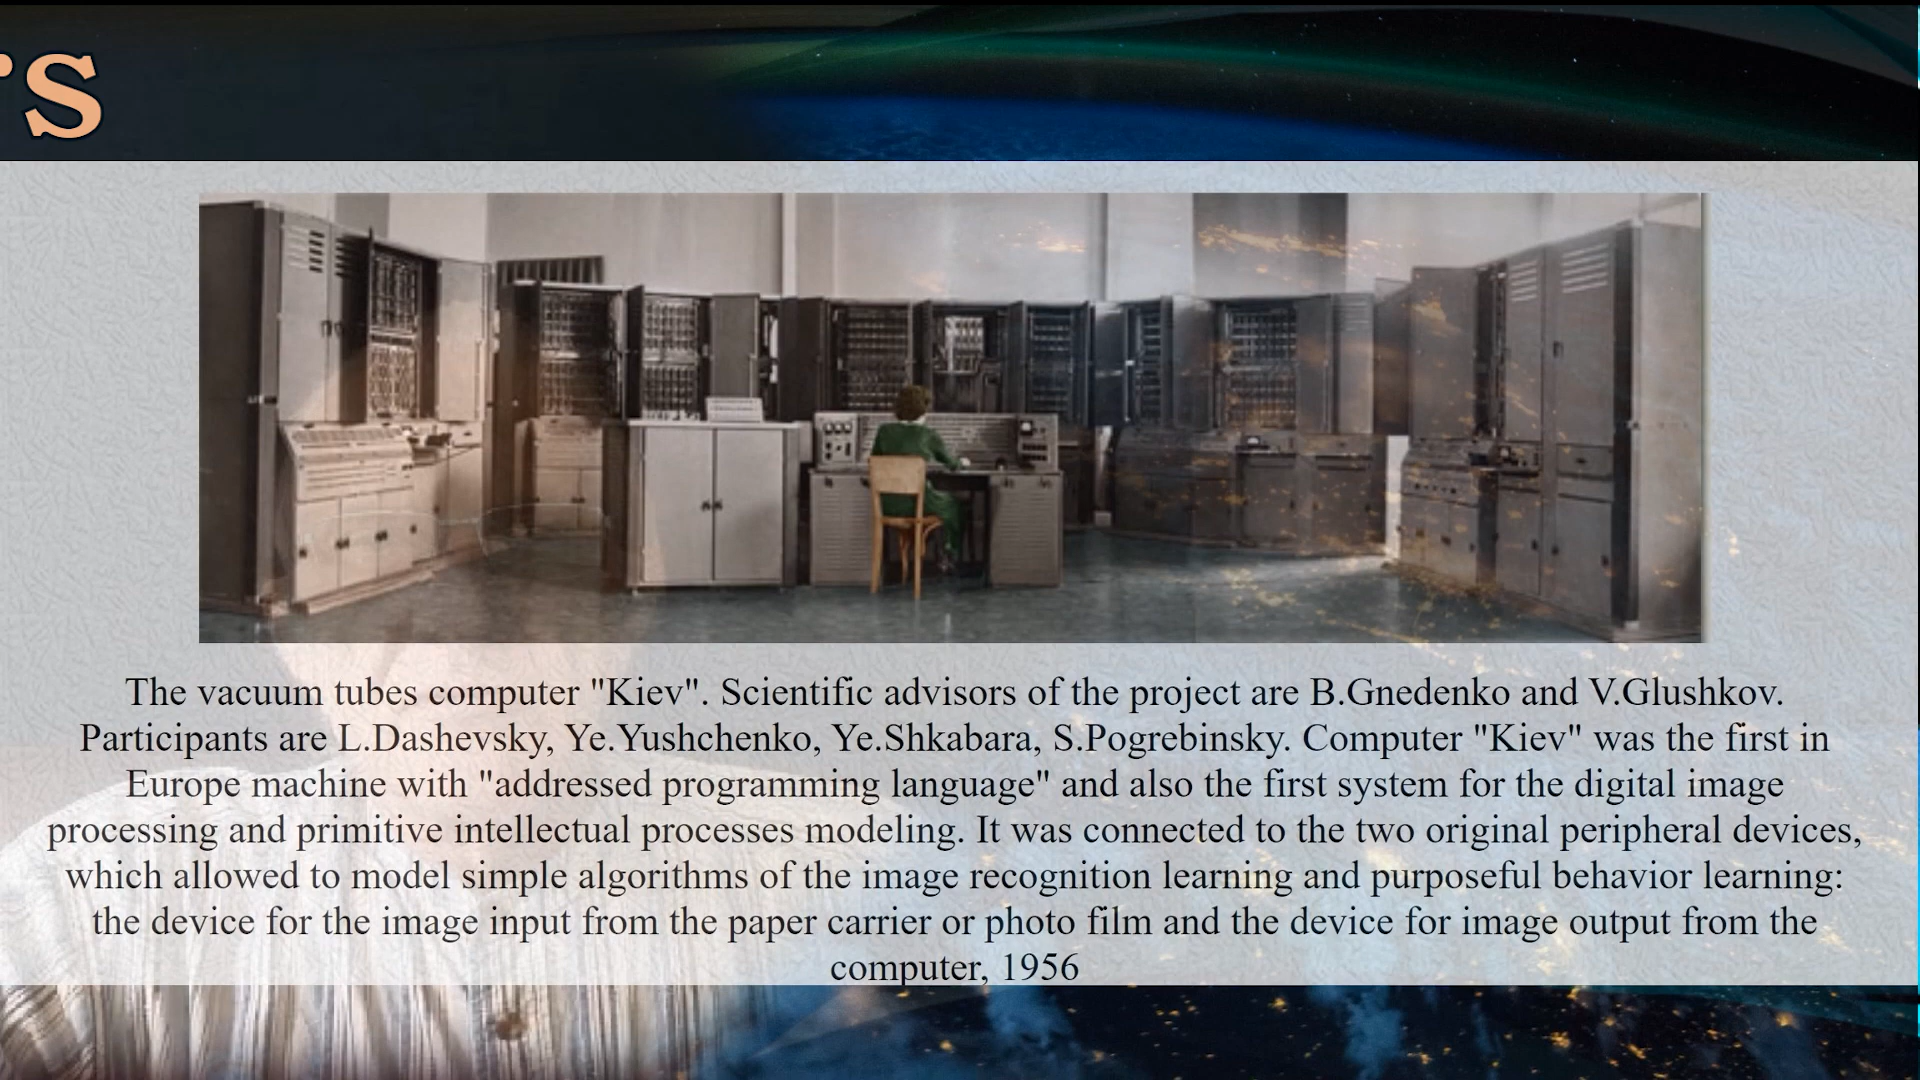 rs
The vacuum tubes computer "Kiev". Scientific advisors of the project are B.Gnedenko and V.Glushkov.
Participants are L.Dashevsky, Ye.Yushchenko, Ye.Shkabara, S.Pogrebinsky. Computer "Kiev" was the first in
Europe machine with "addressed programming language" and also the first system for the digital image
processing and primitive intellectual processes modeling. It was connected to the two original peripheral devices,
which allowed to model simple algorithms of the image recognition learning and purposeful behavior learning:
the device for the image input from the paper carrier or photo film and the device for image output from the
computer, 1956